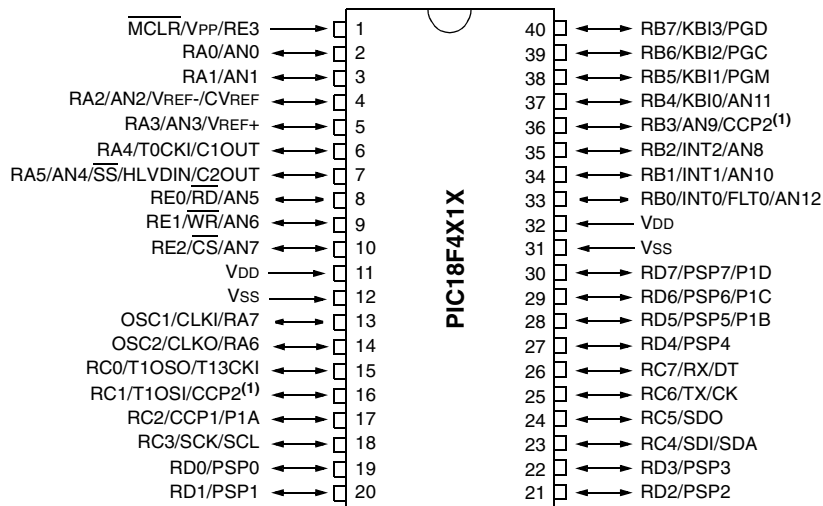 MCLR/VPP/RE3 1 40 RB7/KBI3/PGD
RA0/AN0 2 39 RB6/KBI2/PGC
RA1/AN1 3 38 RB5/KBI1/PGM
RA2/AN2/VREF-/CVREF 4 37 RB4/KBI0/AN11
RA3/AN3/VREF+ 5 36 RB3/AN9/CCP2(1)
RA4/T0CKI/C1OUT 6 35 RB2/INT2/AN8
RA5/AN4/SS/HLVDIN/C2OUT 7 34 RB1/INT1/AN10
RE0/RD/AN5 8 33 RB0/INT0/FLT0/AN12
RE1/WR/AN6 9 32 VDD
RE2/CS/AN7 10 31 VSS
VDD 11 30 RD7/PSP7/P1D
VSS 12 29 RD6/PSP6/P1C
OSC1/CLKI/RA7 13 28 RD5/PSP5/P1B
OSC2/CLKO/RA6 14 27 RD4/PSP4
RC0/T1OSO/T13CKI 15 26 RC7/RX/DT
RC1/T1OSI/CCP2(1) 16 25 RC6/TX/CK
RC2/CCP1/P1A 17 24 RC5/SDO
RC3/SCK/SCL 18 23 RC4/SDI/SDA
RD0/PSP0 19 22 RD3/PSP3
RD1/PSP1 20 21 RD2/PSP2
PIC18F4X1X